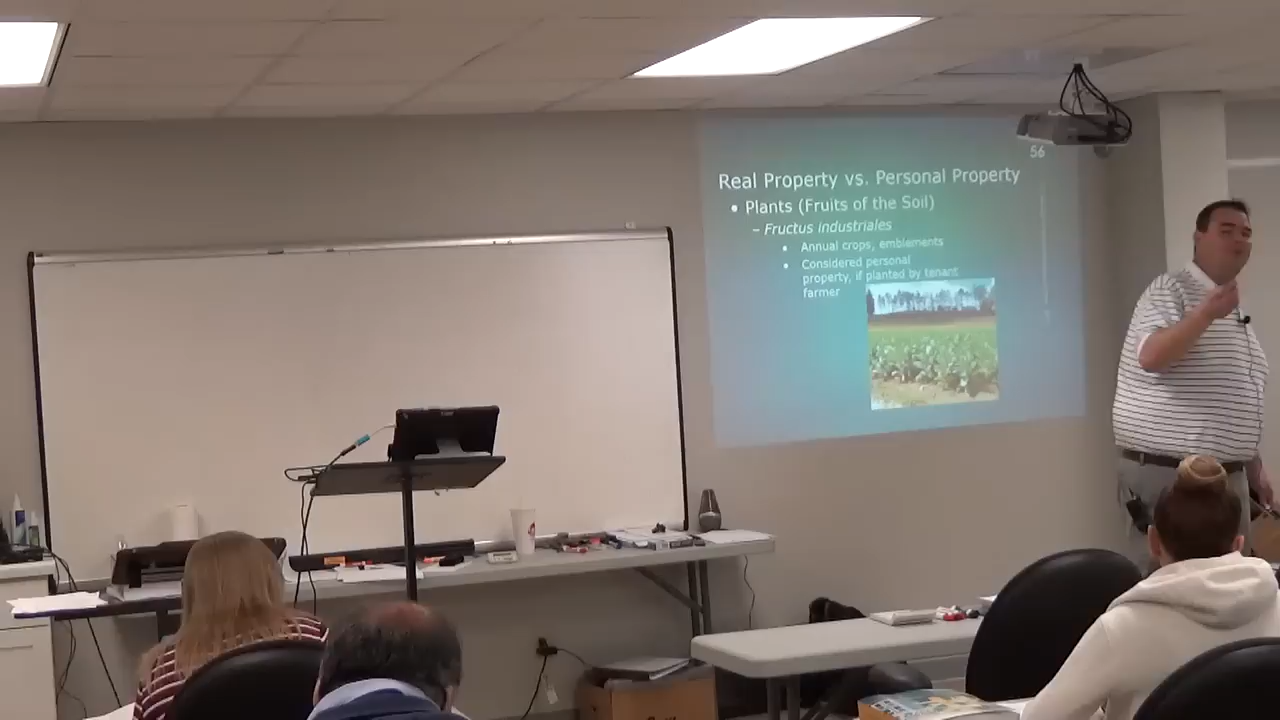 56
Real Property vs. Personal Property
• Plants (Fruits of the Soil)
– Fructus industriales
• Annual crops, emblements
• Considered personal
property, if planted by tenant
farmer